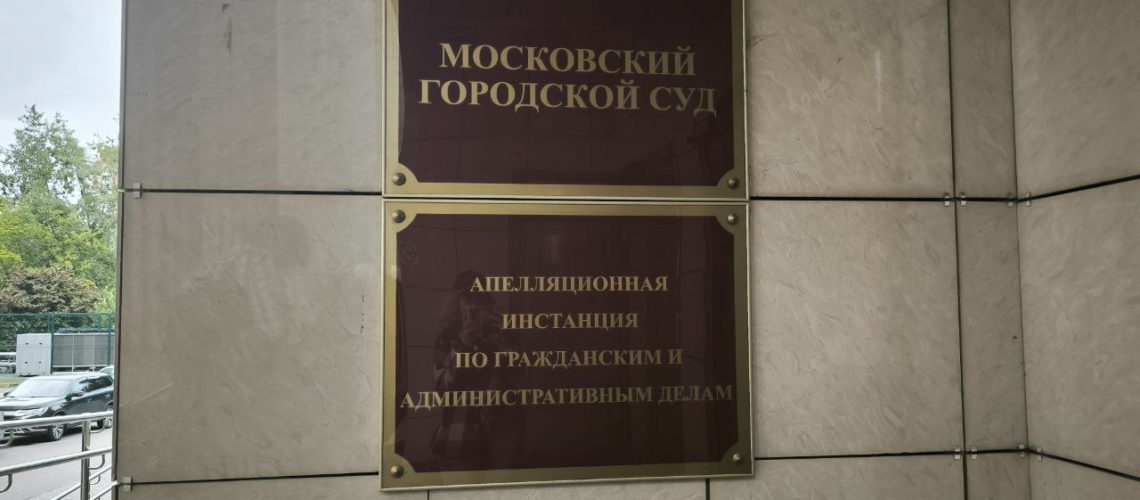 МОСКОВСКИЙ
ГОРОДСКОЙ СУД
АПЕЛЛЯЦИОННАЯ
ИНСТАНЦИЯ
ПО ГРАЖДАНСКИМ И
АДМИНИСТРАТИВНЫМ ДЕЛАМ